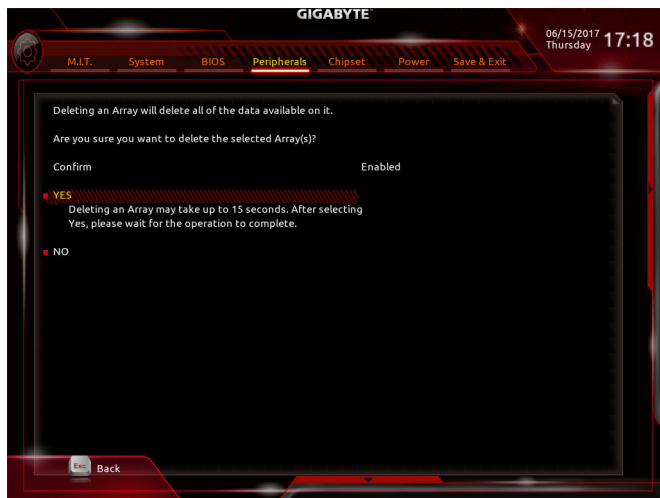 GIGABYTE™
06/15/2017
Thursday
17:18
M.I.T. System BIOS Peripherals Chipset Power Save & Exit
Deleting an Array will delete all of the data available on it.
Are you sure you want to delete the selected Array(s)?
Confirm Enabled
YES
Deleting an Array may take up to 15 seconds. After selecting
Yes, please wait for the operation to complete.
NO
Esc Back